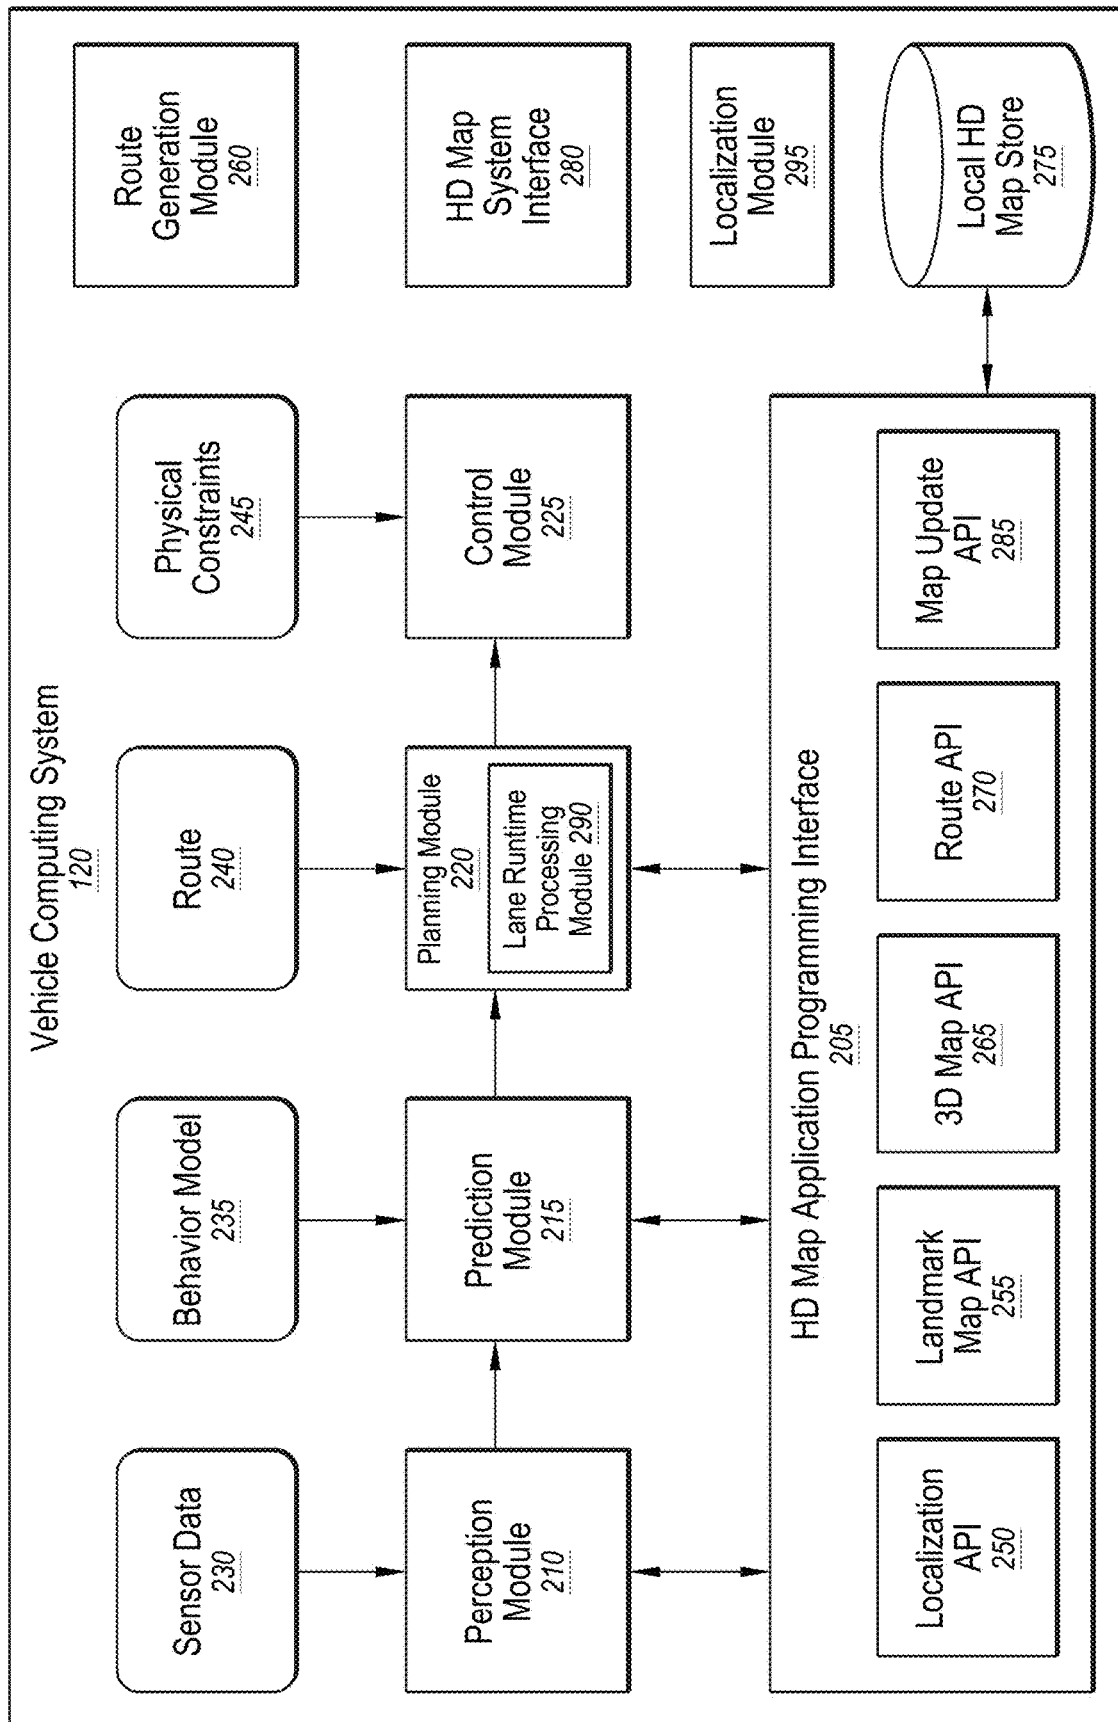 Vehicle Computing System
120
Sensor Data
230
Behavior Model
235
Route
240
Physical
Constraints
245
Route
Generation
Module
260
Perception
Module
210
Prediction
Module
215
Planning Module
220
Lane Runtime
Processing
Module 290
Control
Module
225
HD Map
System
Interface
280
Localization
Module
295
HD Map Application Programming Interface
205
Localization
API
250
Landmark
Map API
255
3D Map API
265
Route API
270
Map Update
API
285
Local HD
Map Store
275